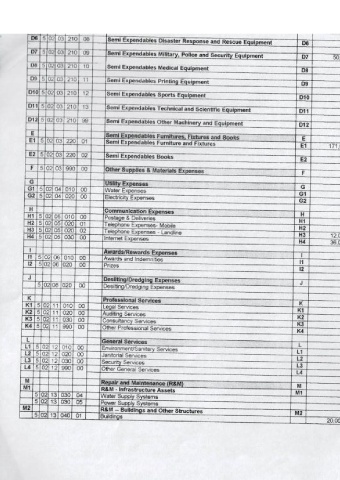 D6 5 02 03 210 08 Semi Expendables Disaster Response and Rescue Equipment D6
D7 5 02 03 210 09 Semi Expendables Military, Police and Security Equipment D7 50
D8 5 02 03 210 10 Semi Expendables Medical Equipment D8
D9 5 02 03 210 11 Semi Expendables Printing Equipment D9
D10 5 02 03 210 12 Semi Expendables Sports Equipment D10
D11 5 02 03 210 13 Semi Expendables Technical and Scientific Equipment D11
D12 5 02 03 210 99 Semi Expendables Other Machinery and Equipment D12
E Semi Expendables Furnitures, Fixtures and Books E
E1 5 02 03 220 01 Semi Expendables Furniture and Fixtures E1 171
E2 5 02 03 220 02 Semi Expendables Books E2
F 5 02 03 990 00 Other Supplies & Materials Expenses F
G Utility Expenses G
G1 5 02 04 010 00 Water Expenses G1
G2 5 02 04 020 00 Electricity Expenses G2
H Communication Expenses H
H1 5 02 05 010 00 Postage & Deliveries H1
H2 5 02 05 020 01 Telephone Expenses- Mobile H2
H3 5 02 05 020 02 Telephone Expenses - Landline H3 12,0
H4 5 02 05 030 00 Internet Expenses H4 36,0
I Awards/Rewards Expenses I
I1 5 02 06 010 00 Awards and Indemnities I1
I2 5 02 06 020 00 Prizes I2
J Desilting/Dredging Expenses J
5 02 08 020 00 Desilting/Dredging Expenses
K Professional Services K
K1 5 02 11 010 00 Legal Services K1
K2 5 02 11 020 00 Auditing Services K2
K3 5 02 11 030 00 Consultancy Services K3
K4 5 02 11 990 00 Other Professional Services K4
L General Services L
L1 5 02 12 010 00 Environment/Sanitary Services L1
L2 5 02 12 020 00 Janitorial Services L2
L3 5 02 12 030 00 Security Services L3
L4 5 02 12 990 00 Other General Services L4
M Repair and Maintenance (R&M) M
M1 R&M - Infrastructure Assets M1
5 02 13 030 04 Water Supply Systems
5 02 13 030 05 Power Supply Systems
M2 R&M -- Buildings and Other Structures M2
5 02 13 040 01 Buildings 20,00